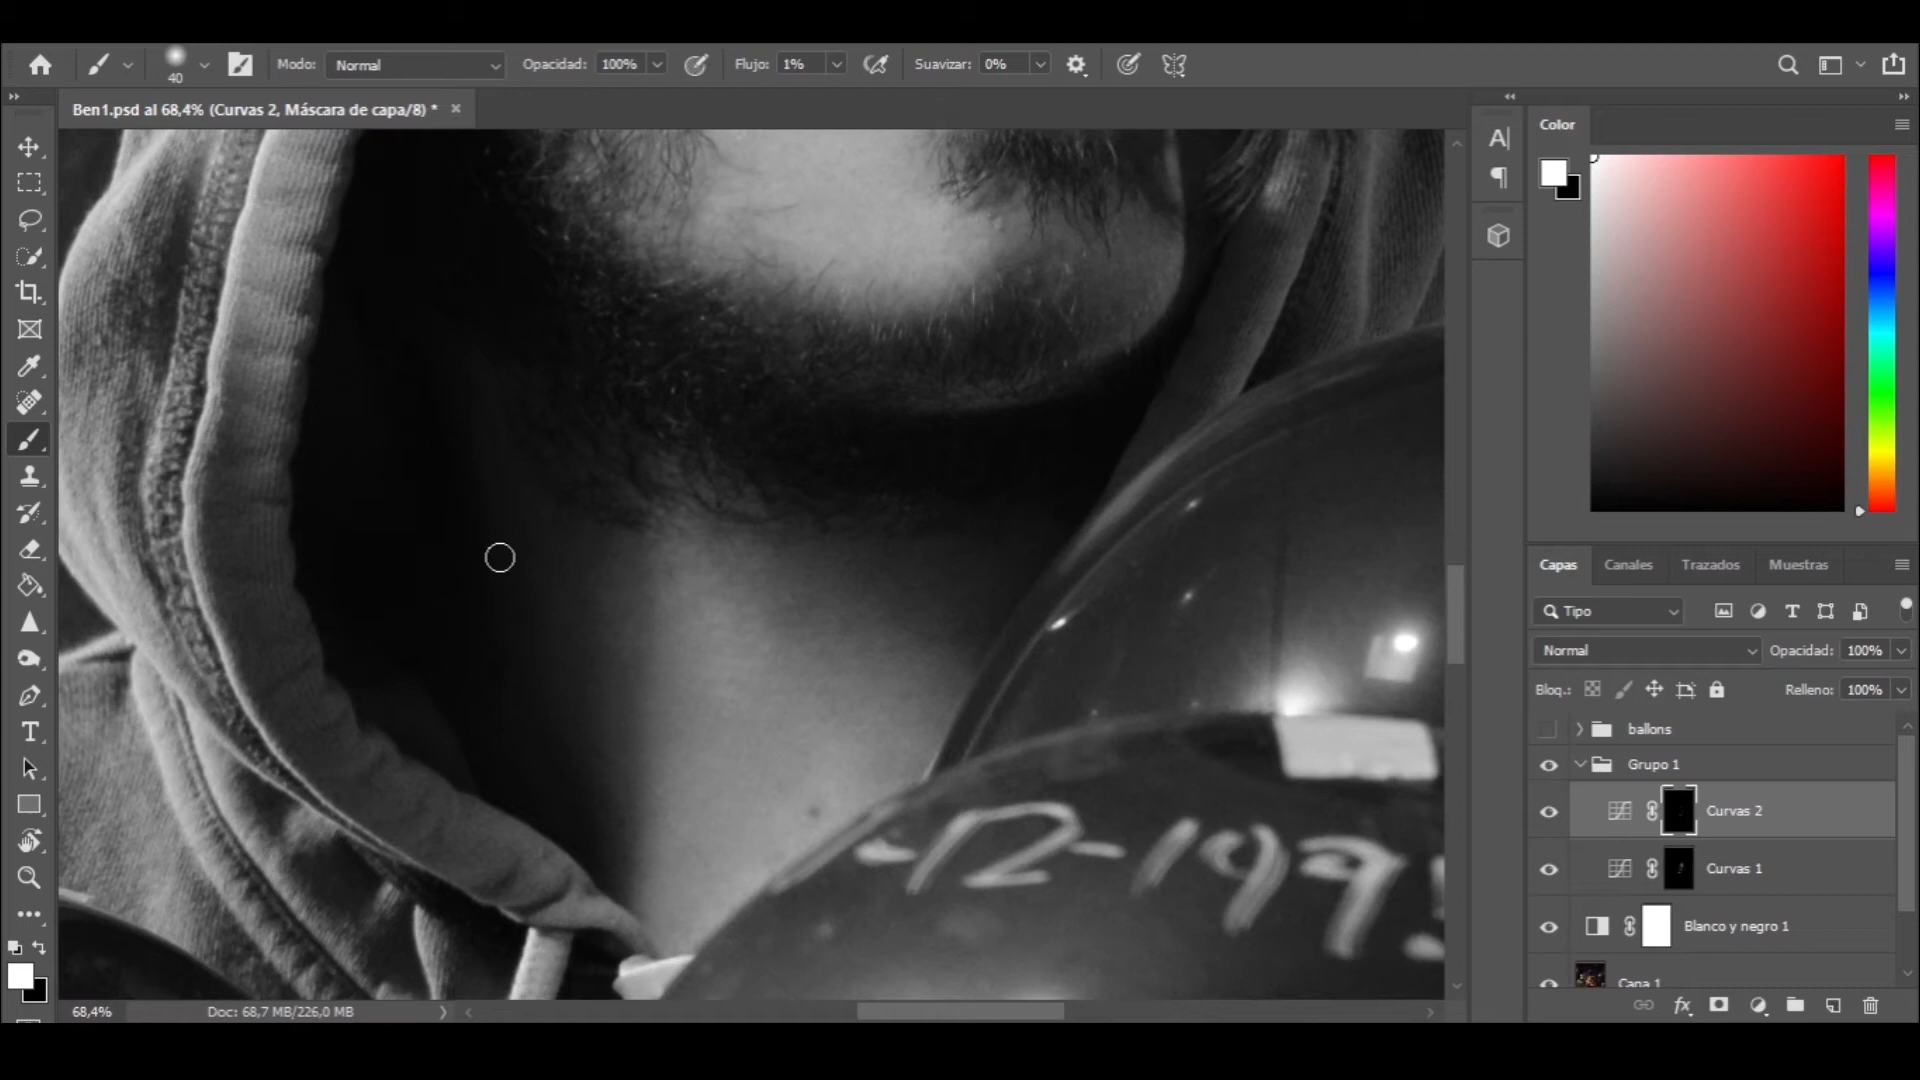 40
Modo: Normal
Opacidad: 100%
Flujo: 1%
Suavizar: 0%
Ben1.psd al 68,4% (Curvas 2, Máscara de capa/8) *
-12-199
68,4%
Doc: 68,7 MB/226,0 MB
Color
Capas Canales Trazados Muestras
Tipo
Normal Opacidad: 100%
Bloq.: Relleno: 100%
ballons
Grupo 1
Curvas 2
Curvas 1
Blanco y negro 1
Capa 1